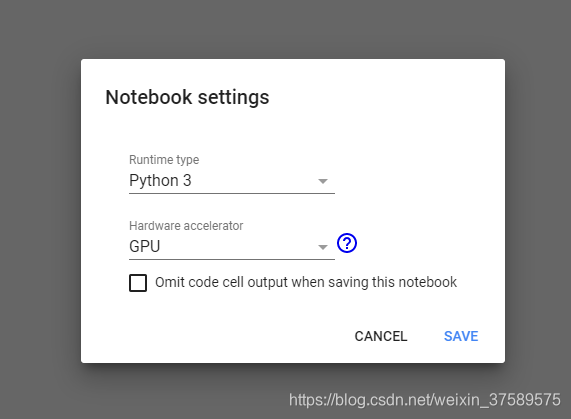 Notebook settings
Runtime type
Python 3
Hardware accelerator
GPU
?
Omit code cell output when saving this notebook
CANCEL SAVE
https://blog.csdn.net/weixin_37589575